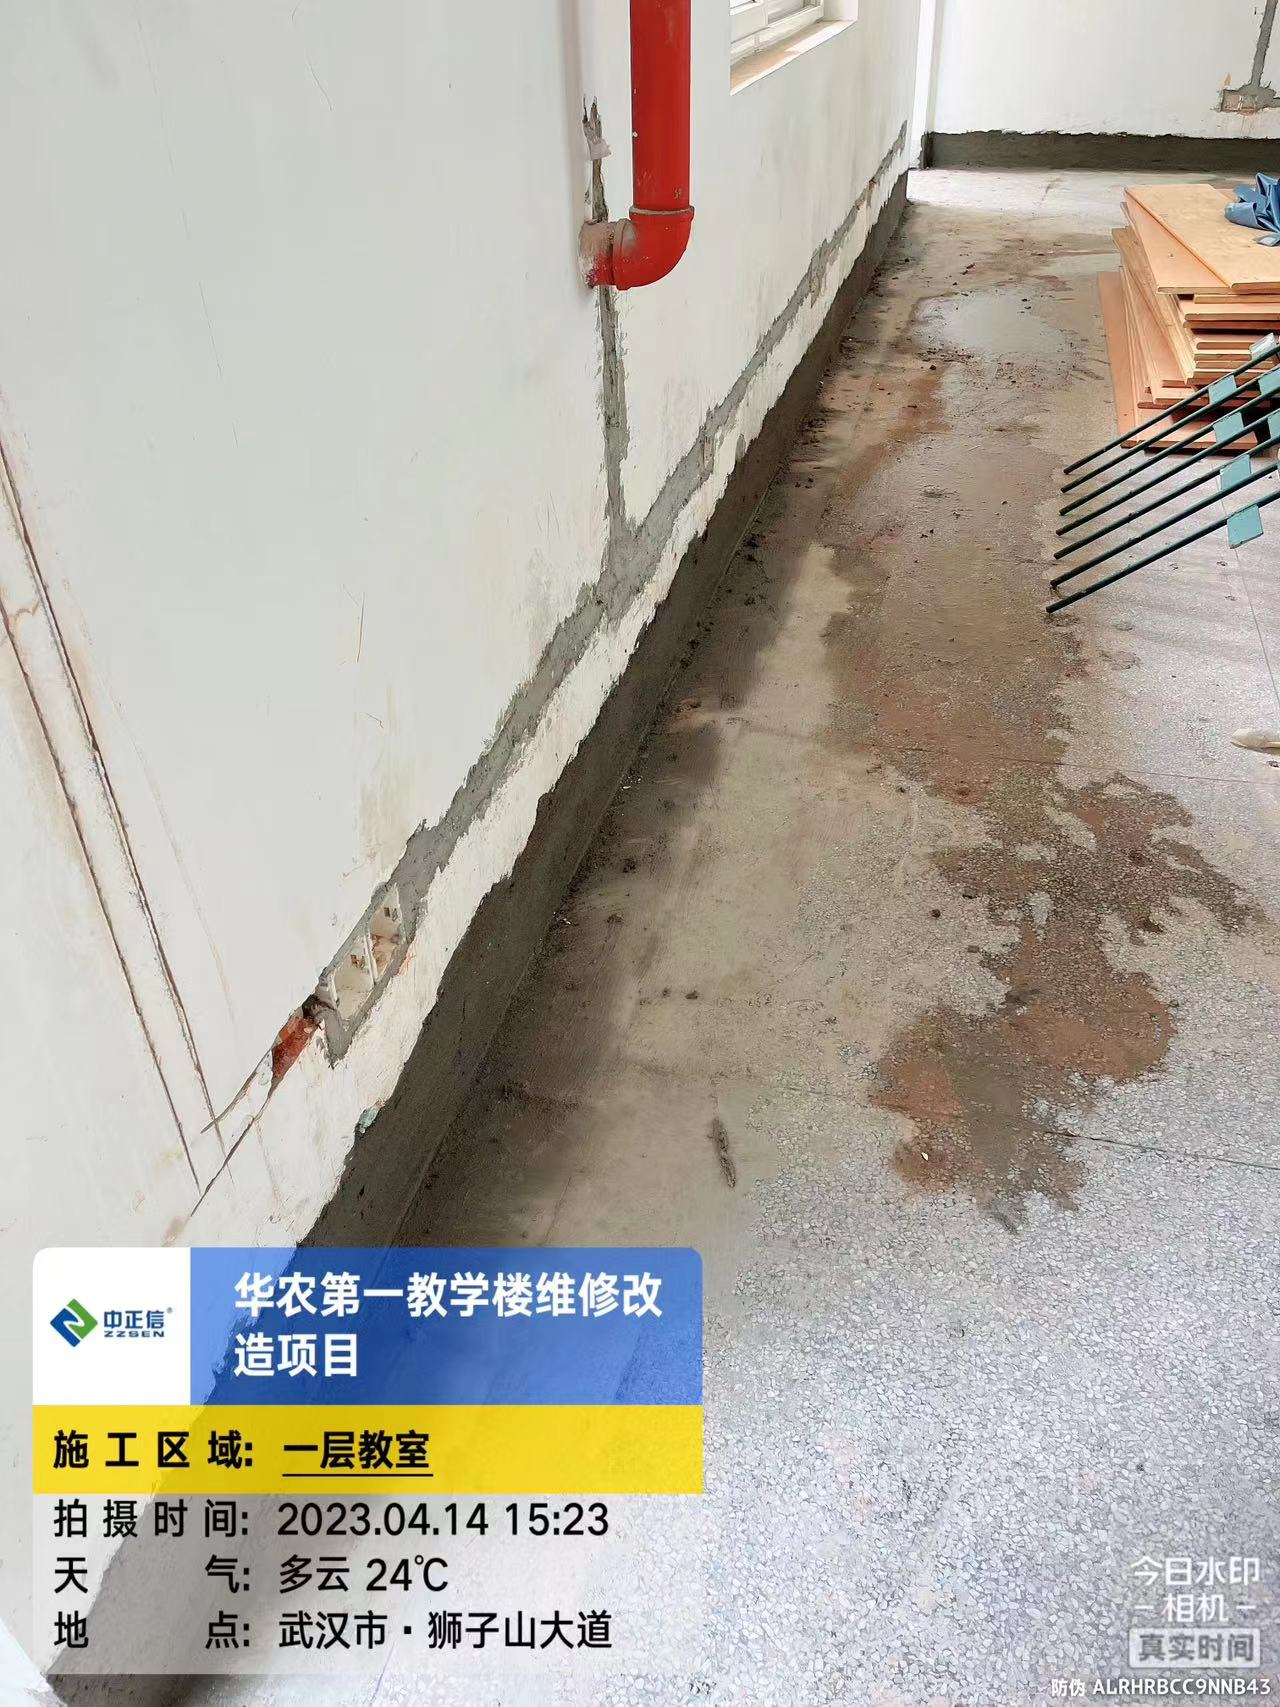 中正信®
ZZSEN
华农第一教学楼维修改
造项目
施工区域: 一层教室
拍摄时间: 2023.04.14 15:23
天气: 多云 24℃
地点: 武汉市·狮子山大道
今日水印
-相机-
真实时间
防伪 ALRHRBCC9NNB43